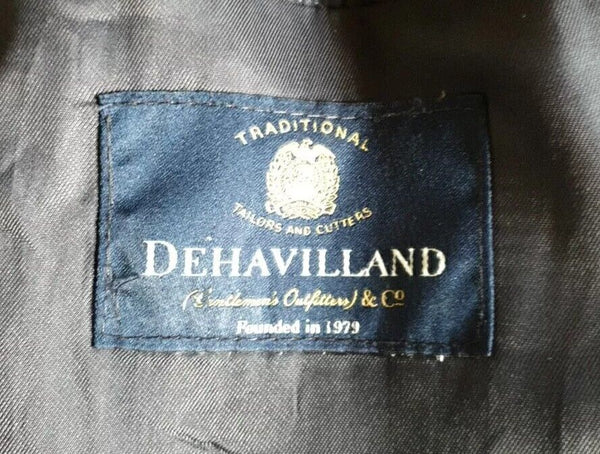 TRADITIONAL
TAILORS AND CUTTERS
DEHAVILLAND
(Gentlemen's Outfitters) & Co
Founded in 1979